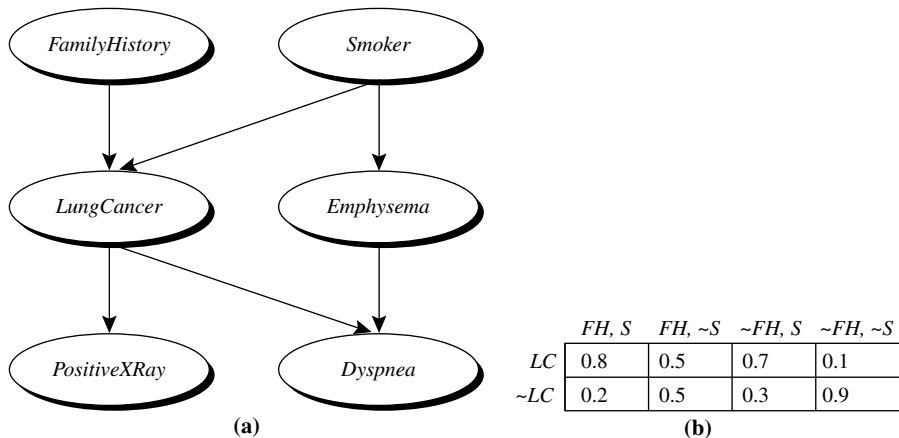 FamilyHistory
Smoker
LungCancer
Emphysema
PositiveXRay
Dyspnea
(a)
FH, S FH, ~S ~FH, S ~FH, ~S
LC 0.8 0.5 0.7 0.1
~LC 0.2 0.5 0.3 0.9
(b)